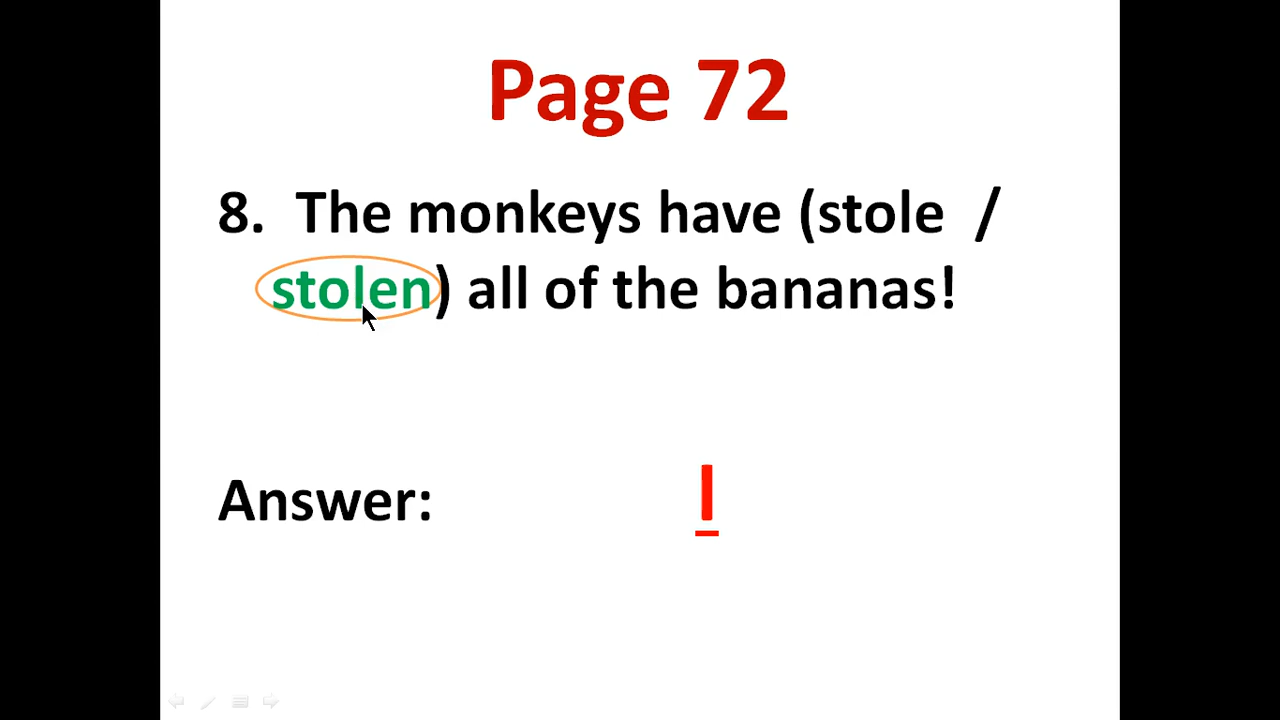 Page 72
8. The monkeys have (stole /
stolen) all of the bananas!
Answer: I